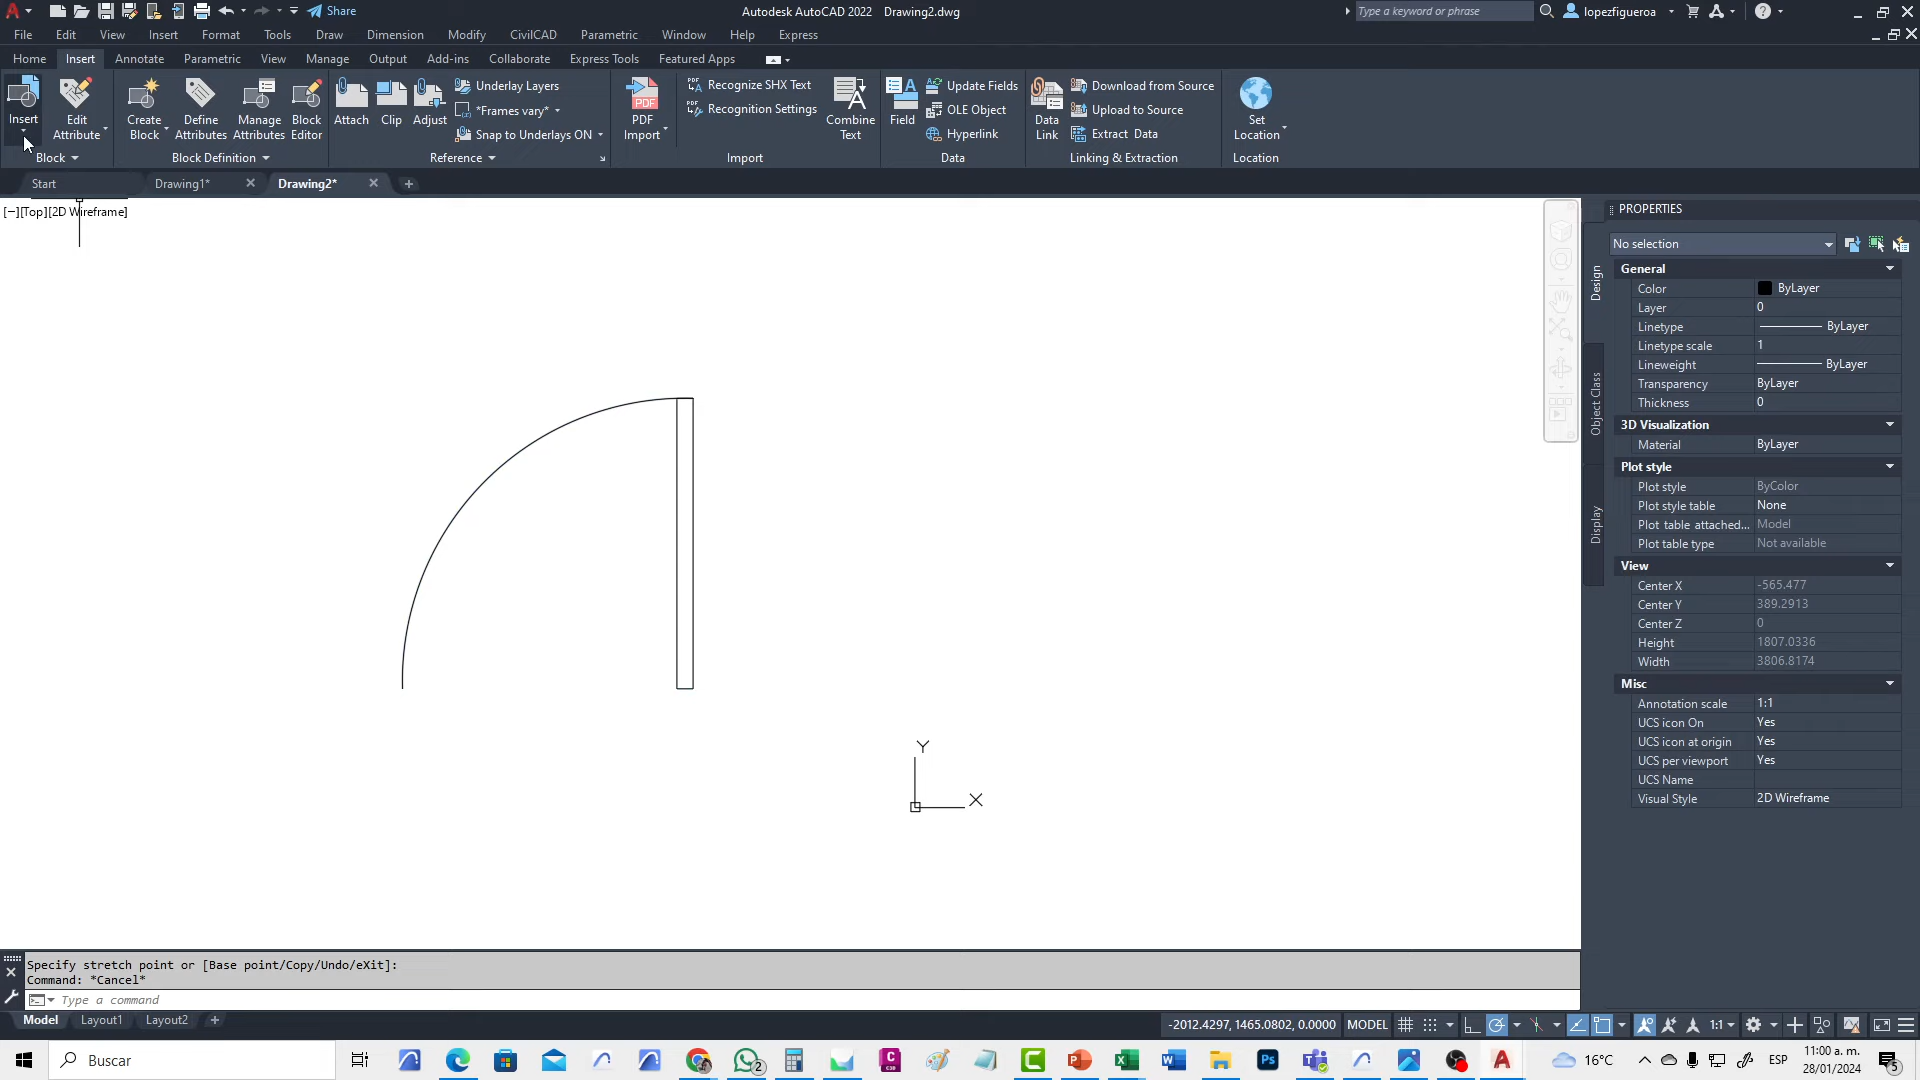 Share
Autodesk AutoCAD 2022 Drawing2.dwg
Type a keyword or phrase
lopezfigueroa
File Edit View Insert Format Tools Draw Dimension Modify CivilCAD Parametric Window Help Express
Home Insert Annotate Parametric View Manage Output Add-ins Collaborate Express Tools Featured Apps
Insert
Edit Attribute
Block
Create Block
Define Attributes
Manage Attributes
Block Editor
Block Definition
Attach
Clip
Adjust
Underlay Layers
*Frames vary*
Snap to Underlays ON
Reference
PDF
PDF Import
Recognize SHX Text
Recognition Settings
Combine Text
Import
Field
Update Fields
OLE Object
Hyperlink
Data
Data Link
Download from Source
Upload to Source
Extract Data
Linking & Extraction
Set Location
Location
Start Drawing1* Drawing2*
[−][Top][2D Wireframe]
Y
X
PROPERTIES
No selection
Design
Object Class
Display
General
Color ByLayer
Layer 0
Linetype ByLayer
Linetype scale 1
Lineweight ByLayer
Transparency ByLayer
Thickness 0
3D Visualization
Material ByLayer
Plot style
Plot style ByColor
Plot style table None
Plot table attached... Model
Plot table type Not available
View
Center X -565.477
Center Y 389.2913
Center Z 0
Height 1807.0336
Width 3806.8174
Misc
Annotation scale 1:1
UCS icon On Yes
UCS icon at origin Yes
UCS per viewport Yes
UCS Name
Visual Style 2D Wireframe
Specify stretch point or [Base point/Copy/Undo/eXit]:
Command: *Cancel*
Type a command
Model Layout1 Layout2
-2012.4297, 1465.0802, 0.0000 MODEL 1:1
Buscar
2
16°C
ESP
11:00 a. m.
28/01/2024
5